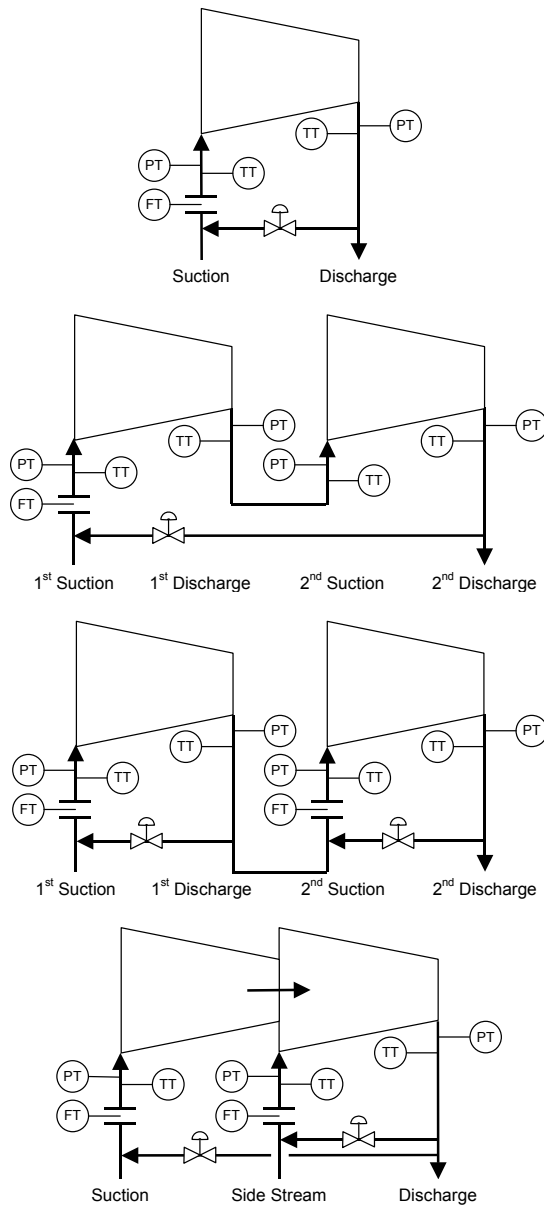 TT
PT
PT
TT
FT
Suction Discharge
PT
PT
TT
TT
PT
PT
TT
TT
FT
1st Suction 1st Discharge 2nd Suction 2nd Discharge
PT
PT
TT
TT
PT
PT
TT
TT
FT
FT
1st Suction 1st Discharge 2nd Suction 2nd Discharge
PT
TT
PT
PT
TT
TT
FT
FT
Suction Side Stream Discharge